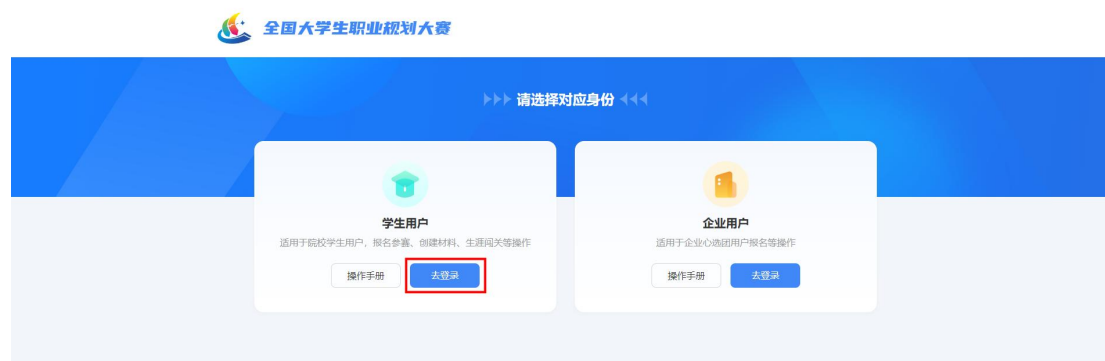 全国大学生职业规划大赛
请选择对应身份
学生用户
适用于院校学生用户，报名参赛、创建材料、生涯闯关等操作
操作手册
去登录
企业用户
适用于企业心选团用户报名等操作
操作手册
去登录